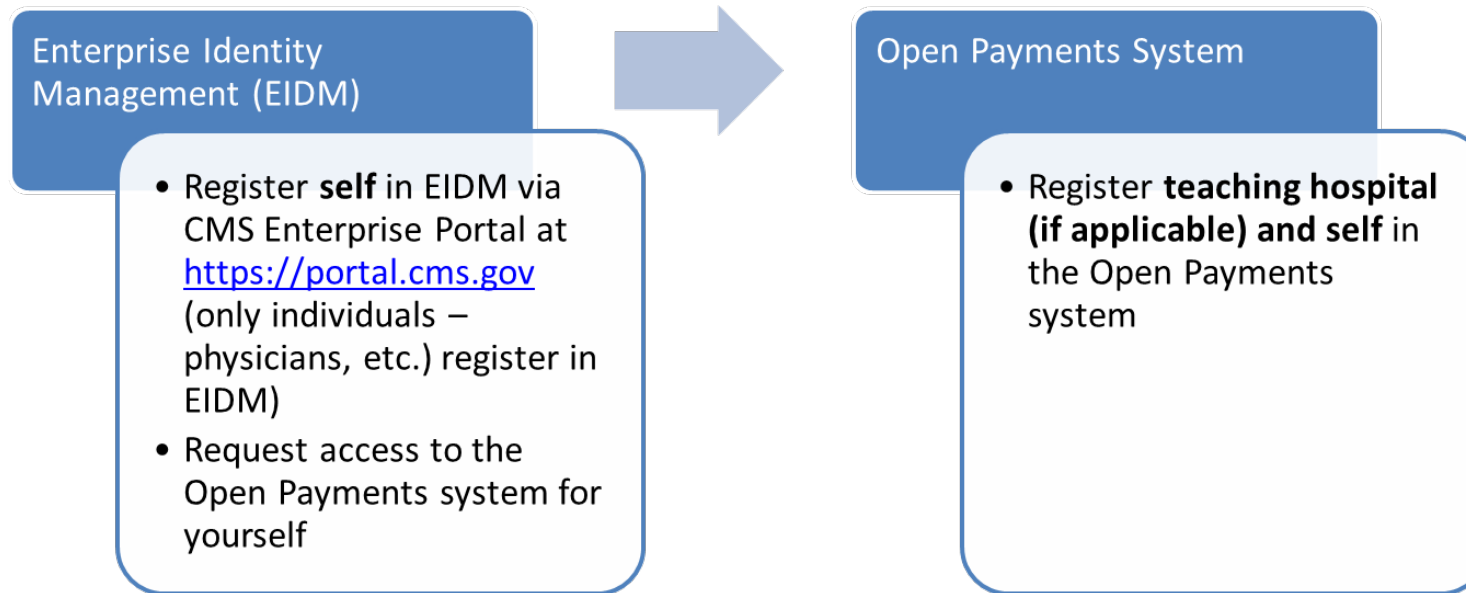 Enterprise Identity
Management (EIDM)
• Register self in EIDM via
CMS Enterprise Portal at
https://portal.cms.gov
(only individuals –
physicians, etc.) register in
EIDM)
• Request access to the
Open Payments system for
yourself
Open Payments System
• Register teaching hospital
(if applicable) and self in
the Open Payments
system